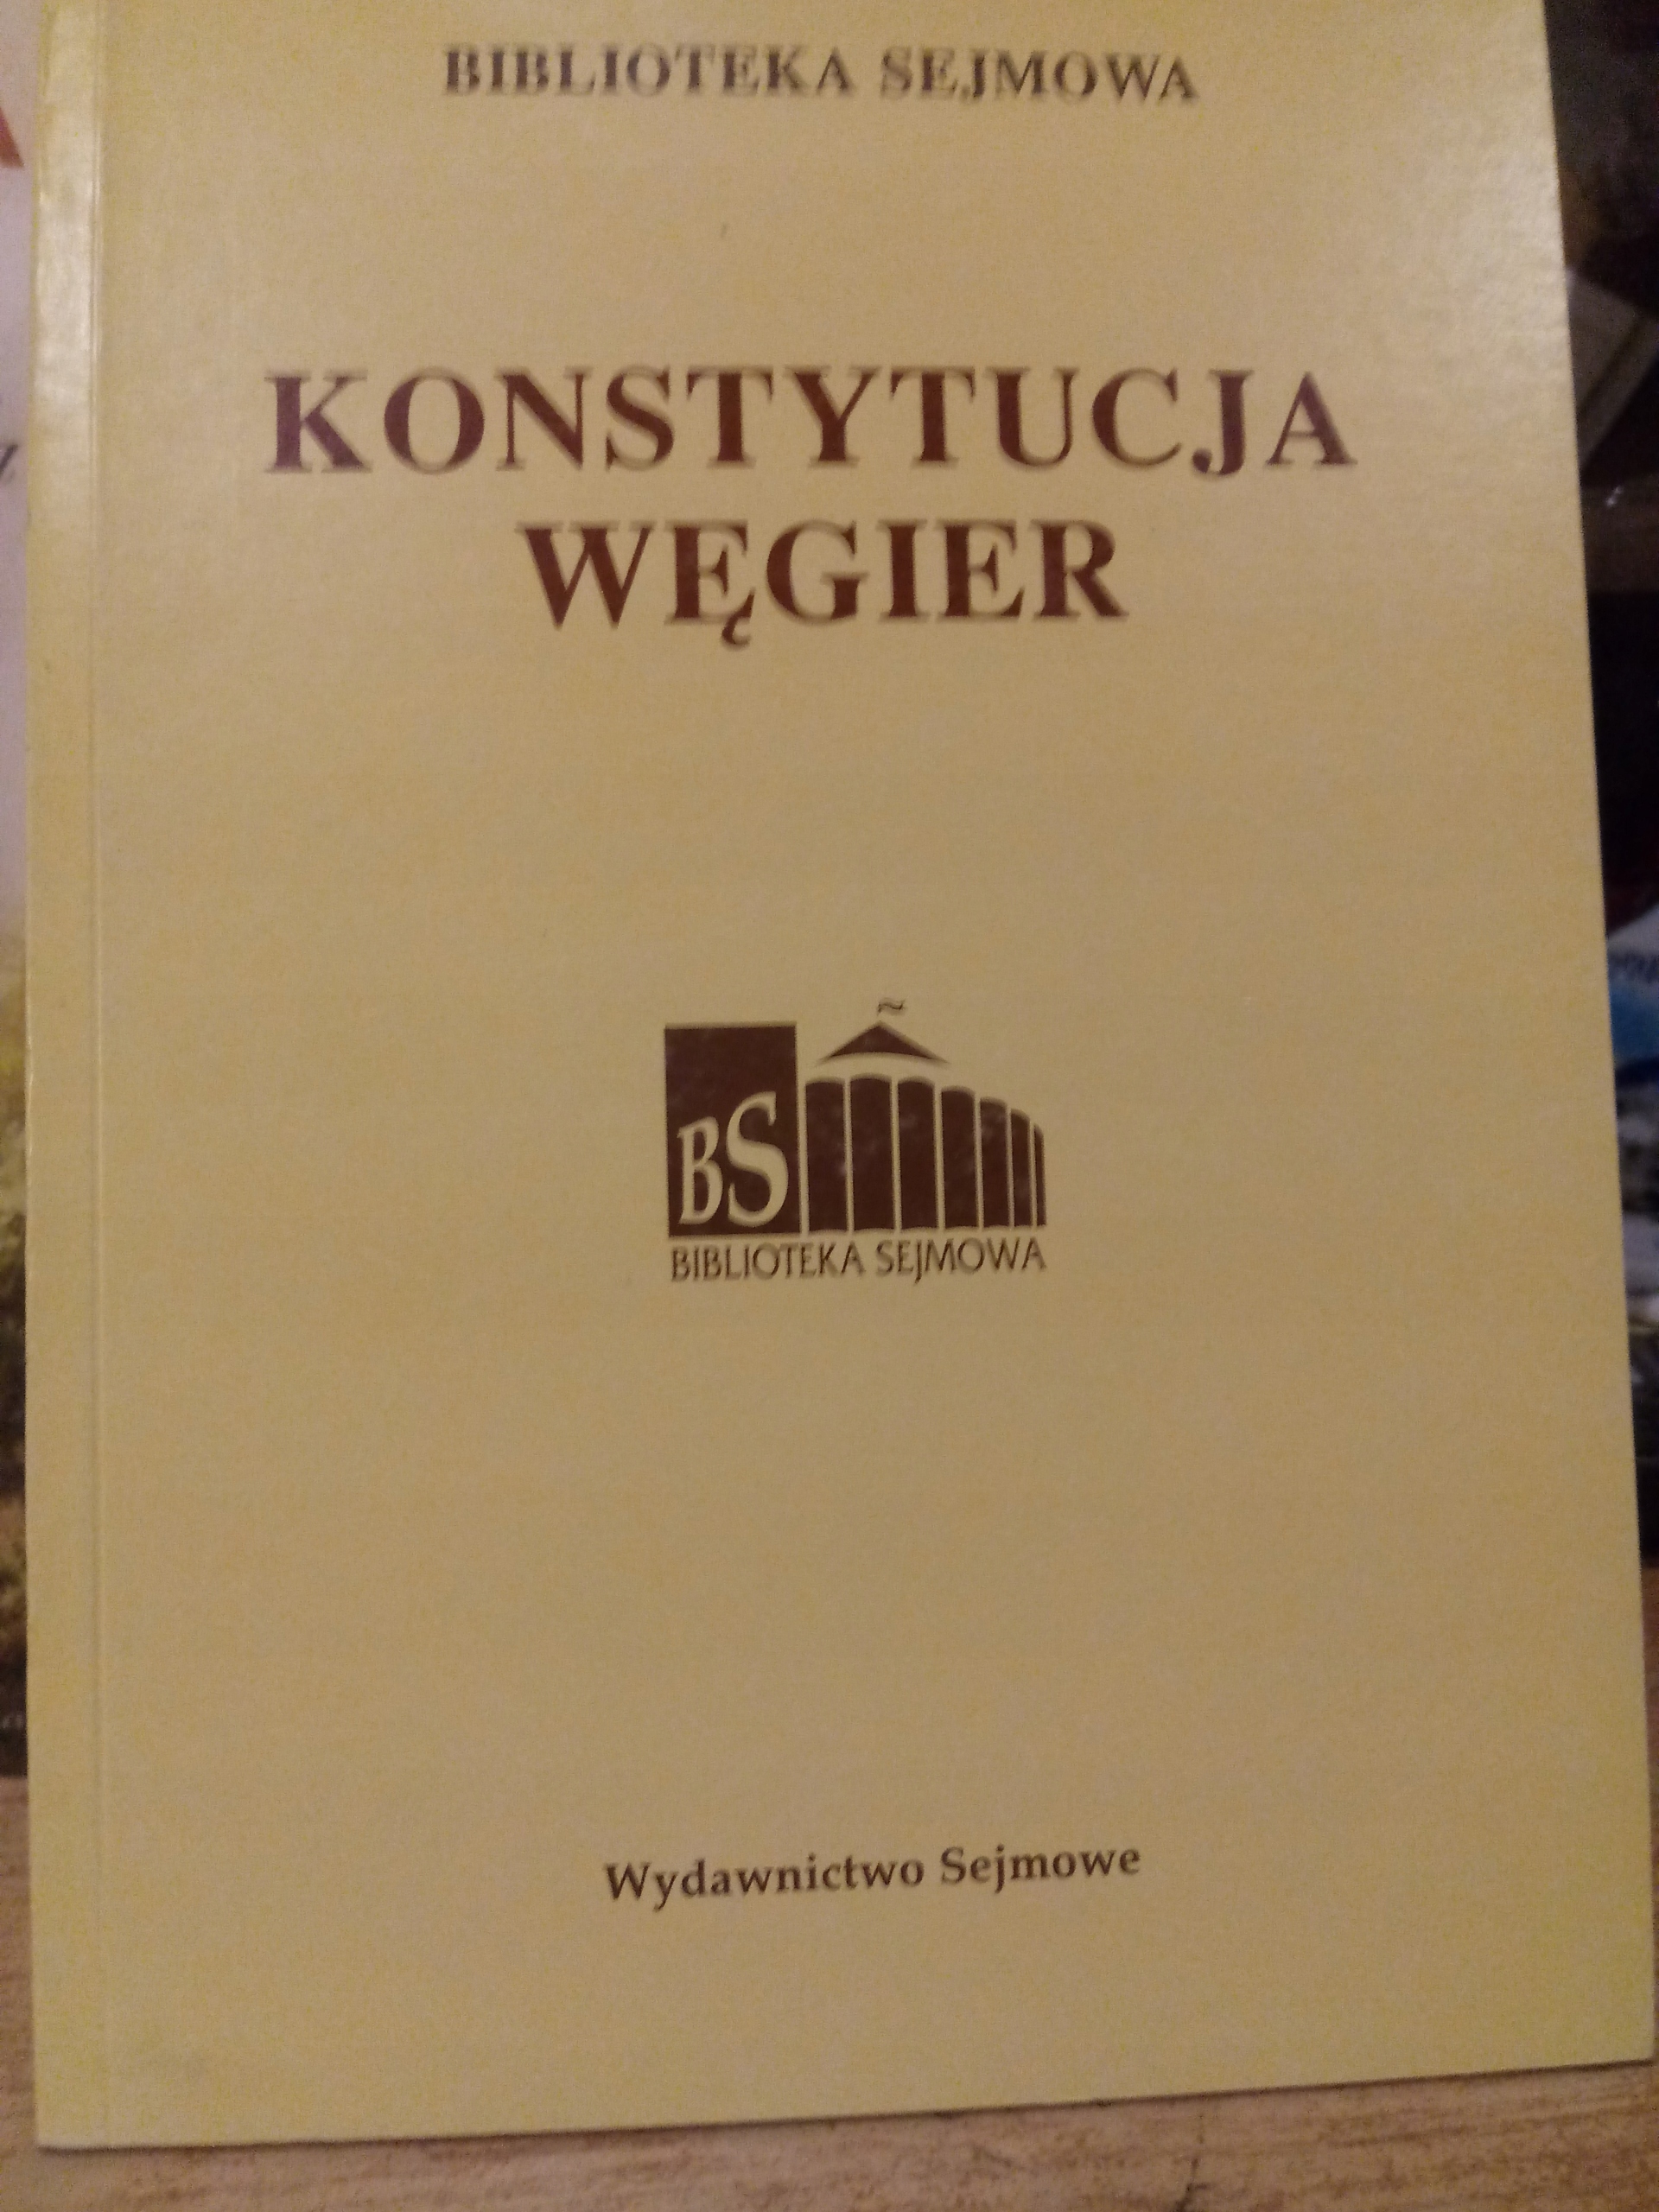 BIBLIOTEKA SEJMOWA
KONSTYTUCJA
WĘGIER
BS
BIBLIOTEKA SEJMOWA
Wydawnictwo Sejmowe